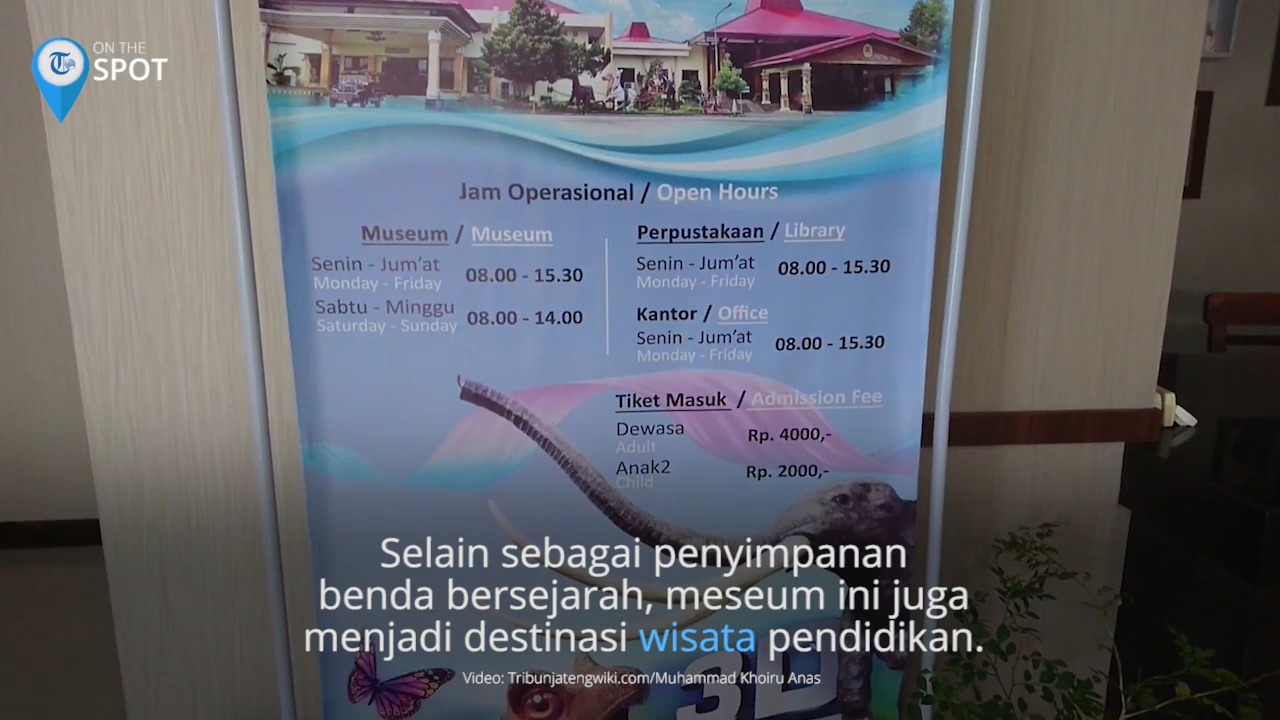 ON THE
SPOT
Jam Operasional / Open Hours
Museum / Museum
Senin - Jum'at 08.00 - 15.30
Monday - Friday
Sabtu - Minggu 08.00 - 14.00
Saturday - Sunday
Perpustakaan / Library
Senin - Jum'at 08.00 - 15.30
Monday - Friday
Kantor / Office
Senin - Jum'at 08.00 - 15.30
Monday - Friday
Tiket Masuk / Admission Fee
Dewasa Rp. 4000,-
Adult
Anak2 Rp. 2000,-
Child
Selain sebagai penyimpanan
benda bersejarah, meseum ini juga
menjadi destinasi wisata pendidikan.
Video: Tribunjatengwiki.com/Muhammad Khoiru Anas
3D